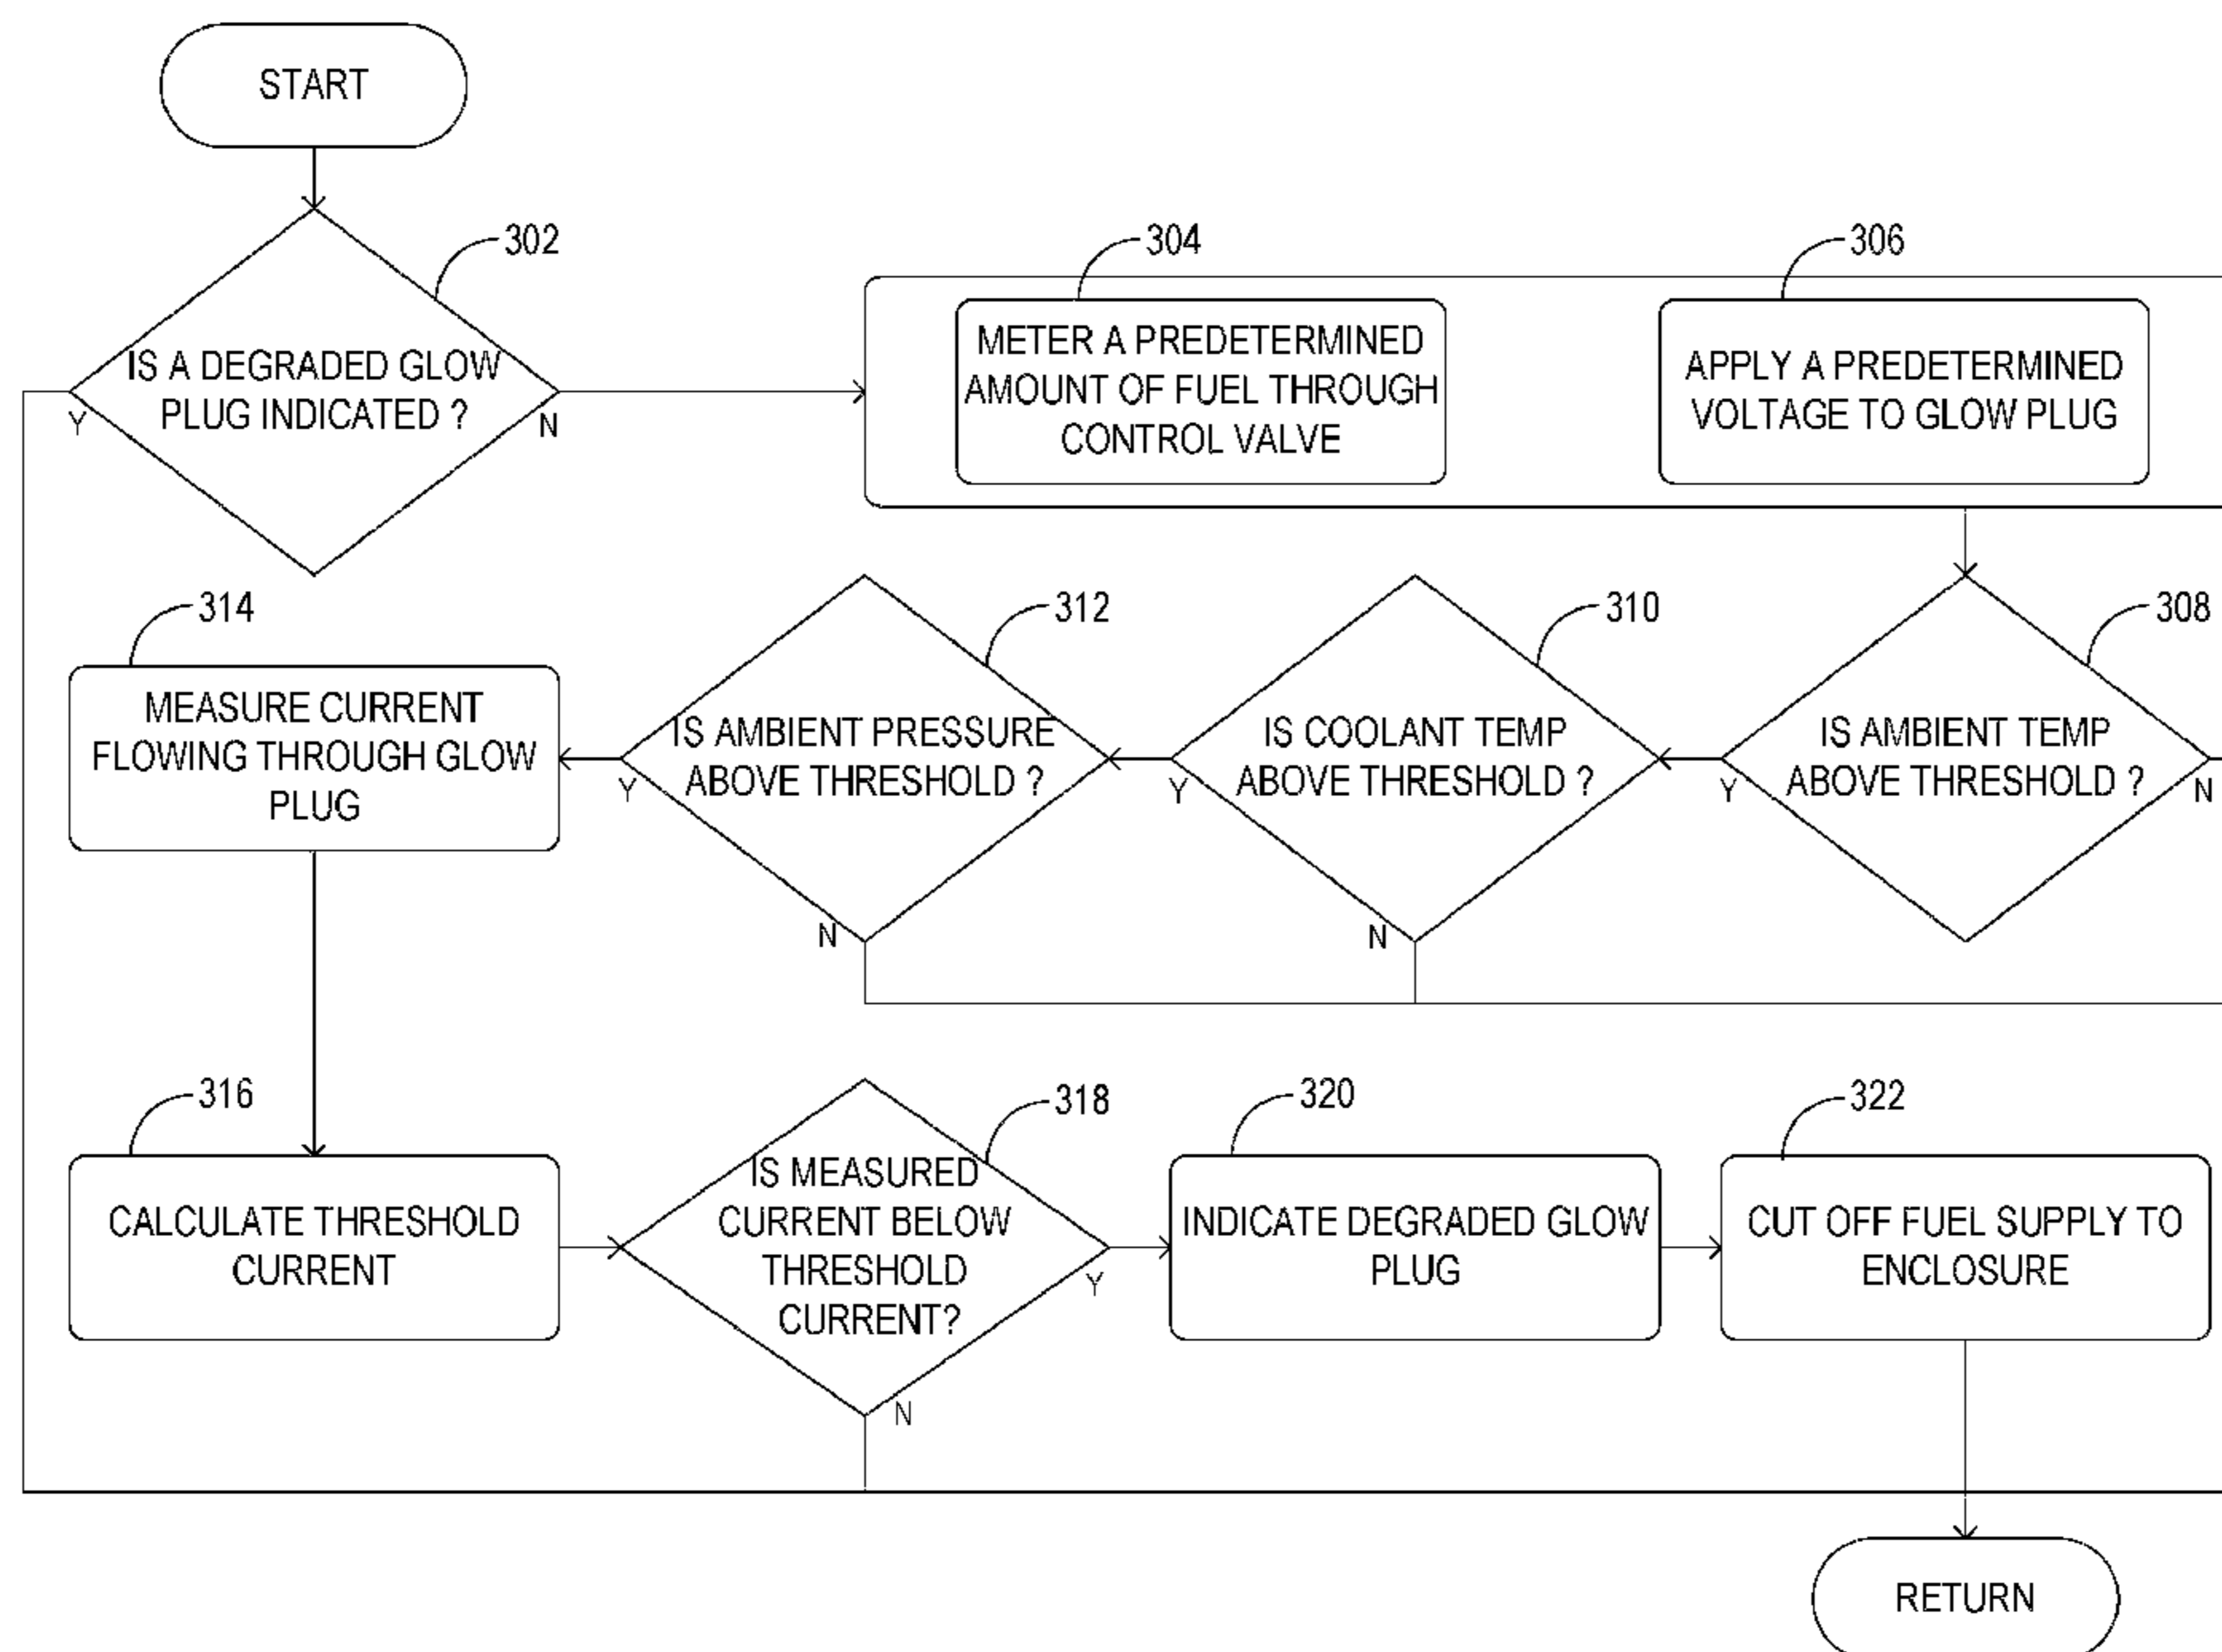 START
302
IS A DEGRADED GLOW
PLUG INDICATED ?
Y
N
304
METER A PREDETERMINED
AMOUNT OF FUEL THROUGH
CONTROL VALVE
306
APPLY A PREDETERMINED
VOLTAGE TO GLOW PLUG
308
IS AMBIENT TEMP
ABOVE THRESHOLD ?
Y
N
310
IS COOLANT TEMP
ABOVE THRESHOLD ?
Y
N
312
IS AMBIENT PRESSURE
ABOVE THRESHOLD ?
Y
N
314
MEASURE CURRENT
FLOWING THROUGH GLOW
PLUG
316
CALCULATE THRESHOLD
CURRENT
318
IS MEASURED
CURRENT BELOW
THRESHOLD
CURRENT?
Y
N
320
INDICATE DEGRADED GLOW
PLUG
322
CUT OFF FUEL SUPPLY TO
ENCLOSURE
RETURN